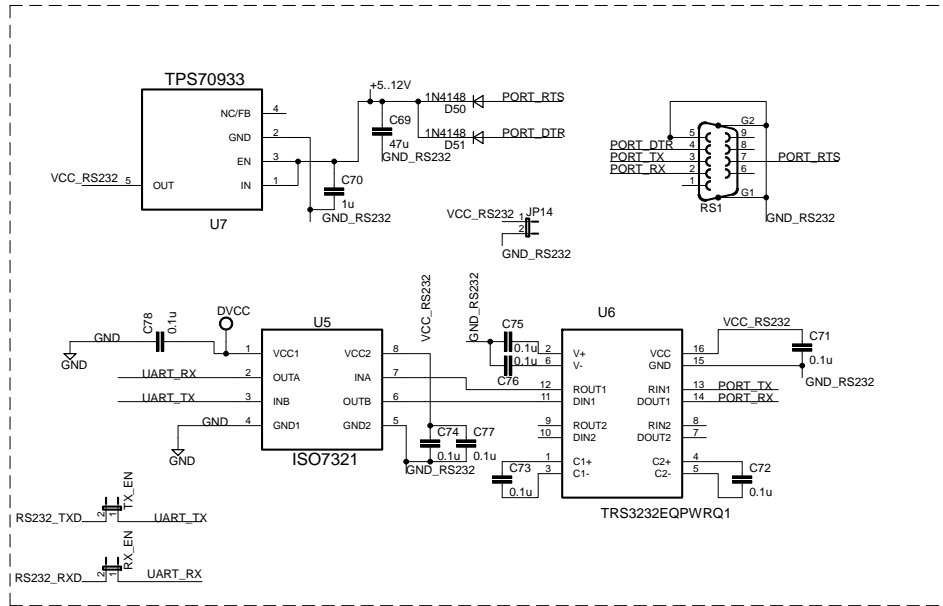 TPS70933
NC/FB
4
GND
2
EN
3
IN
1
VCC_RS232
5
OUT
U7
C70
1u
GND_RS232
+5..12V
C69
47u
GND_RS232
1N4148
D50
PORT_RTS
1N4148
D51
PORT_DTR
VCC_RS232
1
2
JP14
GND_RS232
G2
5
9
PORT_DTR
4
8
PORT_TX
3
7
PORT_RTS
PORT_RX
2
6
1
G1
RS1
GND_RS232
GND
GND
C78
0.1u
DVCC
U5
1
VCC1
VCC2
8
UART_RX
2
OUTA
INA
7
UART_TX
3
INB
OUTB
6
GND
4
GND1
GND2
5
GND
ISO7321
VCC_RS232
C74
0.1u
C77
0.1u
GND_RS232
GND_RS232
C75
0.1u
0.1u
C76
U6
2
V+
VCC
16
6
V-
GND
15
12
ROUT1
RIN1
13
PORT_TX
11
DIN1
DOUT1
14
PORT_RX
9
ROUT2
RIN2
8
10
DIN2
DOUT2
7
1
C1+
C2+
4
3
C1-
C2-
5
C73
0.1u
C72
0.1u
TRS3232EQPWRQ1
VCC_RS232
C71
0.1u
GND_RS232
RS232_TXD
2
1
TX_EN
UART_TX
RS232_RXD
2
1
RX_EN
UART_RX